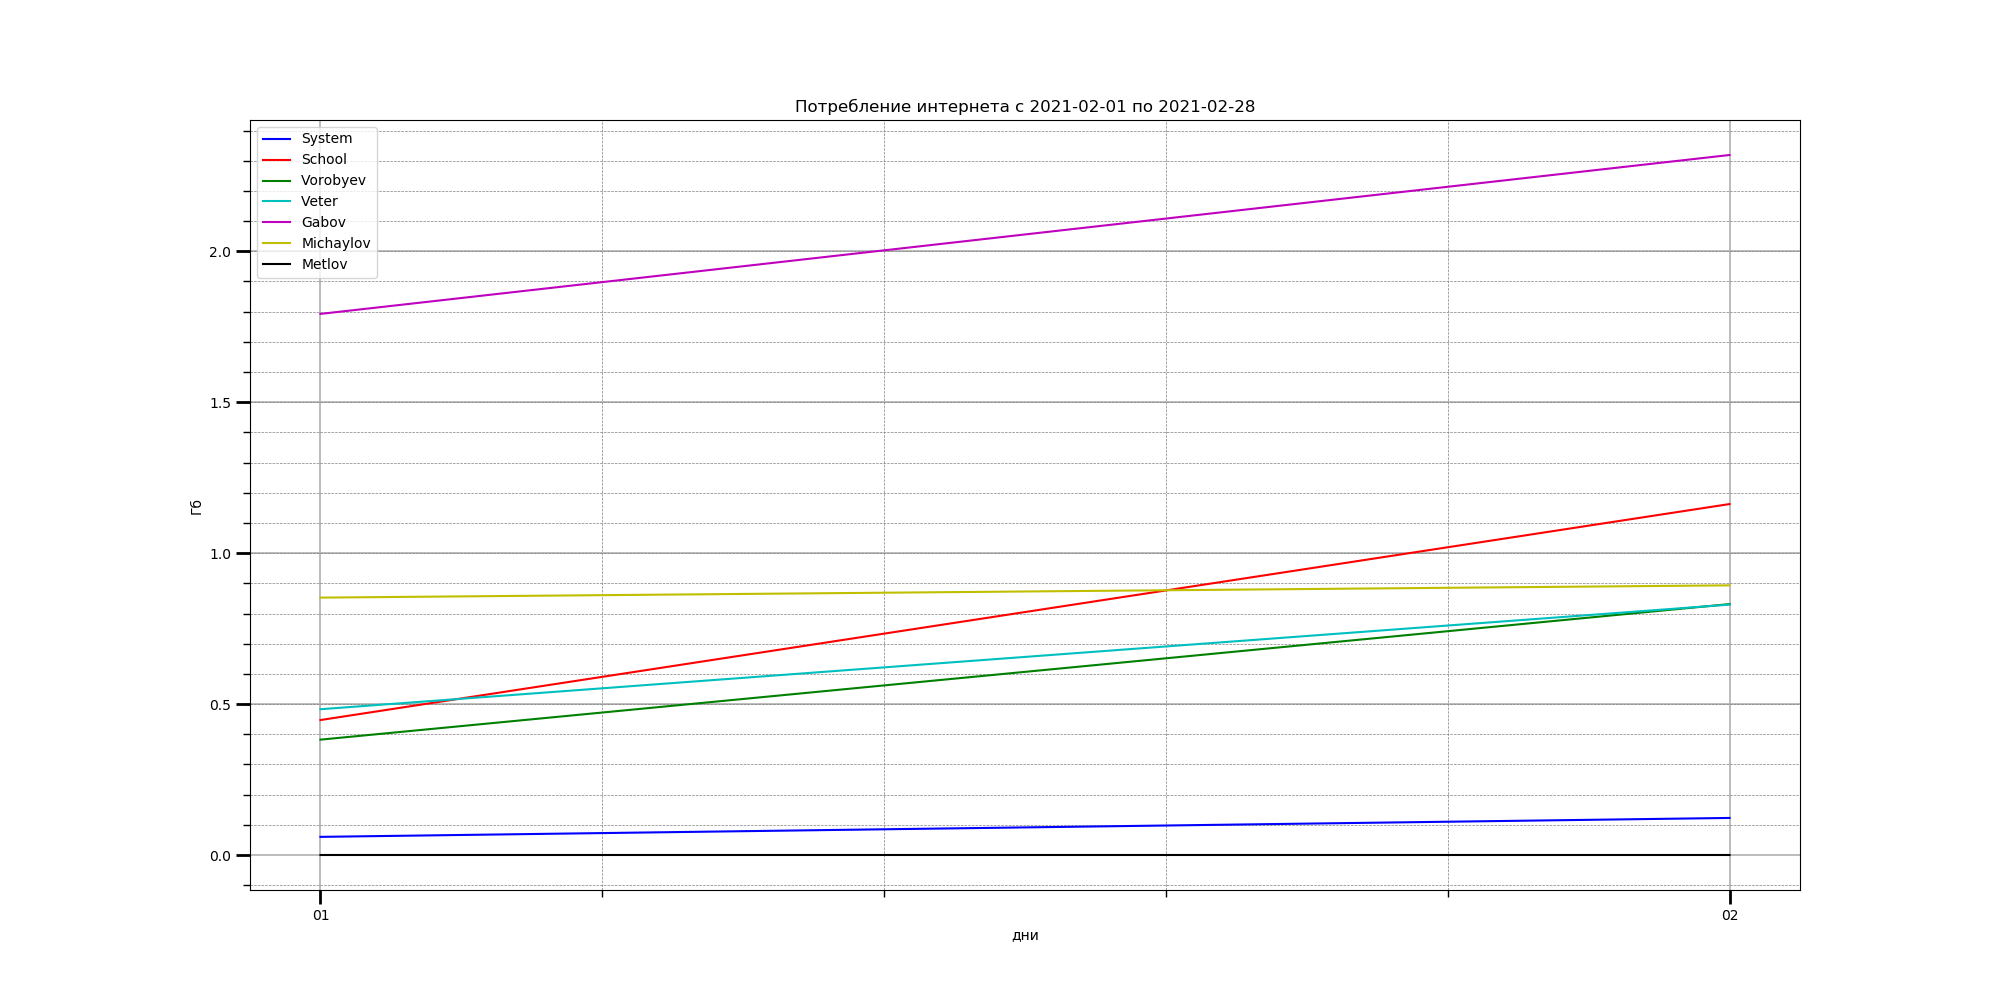 Потребление интернета с 2021-02-01 по 2021-02-28
System
School
Vorobyev
Veter
Gabov
Michaylov
Metlov
2.0
1.5
1.0
0.5
0.0
Гб
01
02
дни